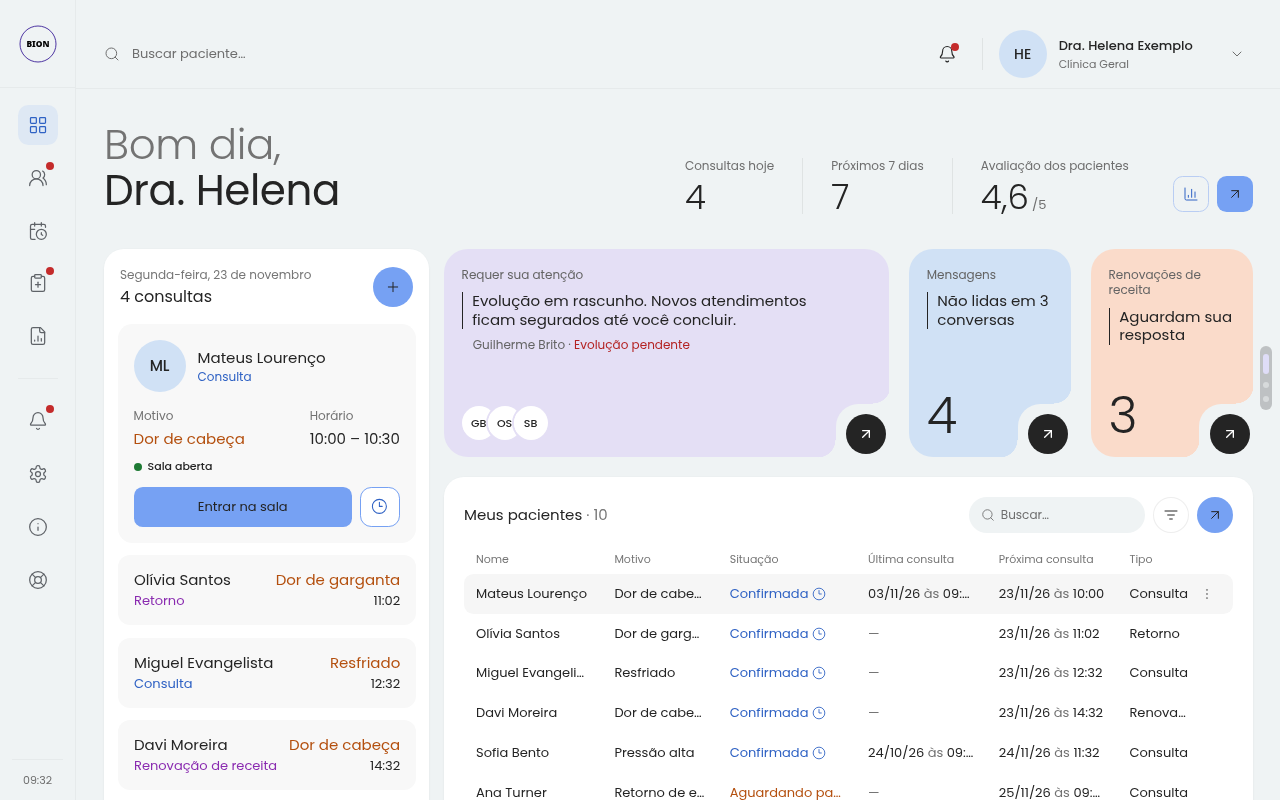 BION
Buscar paciente...
HE
Dra. Helena Exemplo
Clínica Geral
Bom dia,
Dra. Helena
Consultas hoje
4
Próximos 7 dias
7
Avaliação dos pacientes
4,6 /5
Segunda-feira, 23 de novembro
4 consultas
ML
Mateus Lourenço
Consulta
Motivo
Horário
Dor de cabeça
10:00 – 10:30
Sala aberta
Entrar na sala
Olívia Santos
Dor de garganta
Retorno
11:02
Miguel Evangelista
Resfriado
Consulta
12:32
Davi Moreira
Dor de cabeça
Renovação de receita
14:32
Requer sua atenção
Evolução em rascunho. Novos atendimentos
ficam segurados até você concluir.
Guilherme Brito · Evolução pendente
GB
OS
SB
Mensagens
Não lidas em 3
conversas
4
Renovações de
receita
Aguardam sua
resposta
3
Meus pacientes · 10
Buscar...
Nome Motivo Situação Última consulta Próxima consulta Tipo
Mateus Lourenço Dor de cabe... Confirmada 03/11/26 às 09:... 23/11/26 às 10:00 Consulta
Olívia Santos Dor de garg... Confirmada — 23/11/26 às 11:02 Retorno
Miguel Evangeli... Resfriado Confirmada — 23/11/26 às 12:32 Consulta
Davi Moreira Dor de cabe... Confirmada — 23/11/26 às 14:32 Renova...
Sofia Bento Pressão alta Confirmada 24/10/26 às 09:... 24/11/26 às 11:32 Consulta
Ana Turner Retorno de e... Aguardando pa... — 25/11/26 às 09:... Consulta
09:32